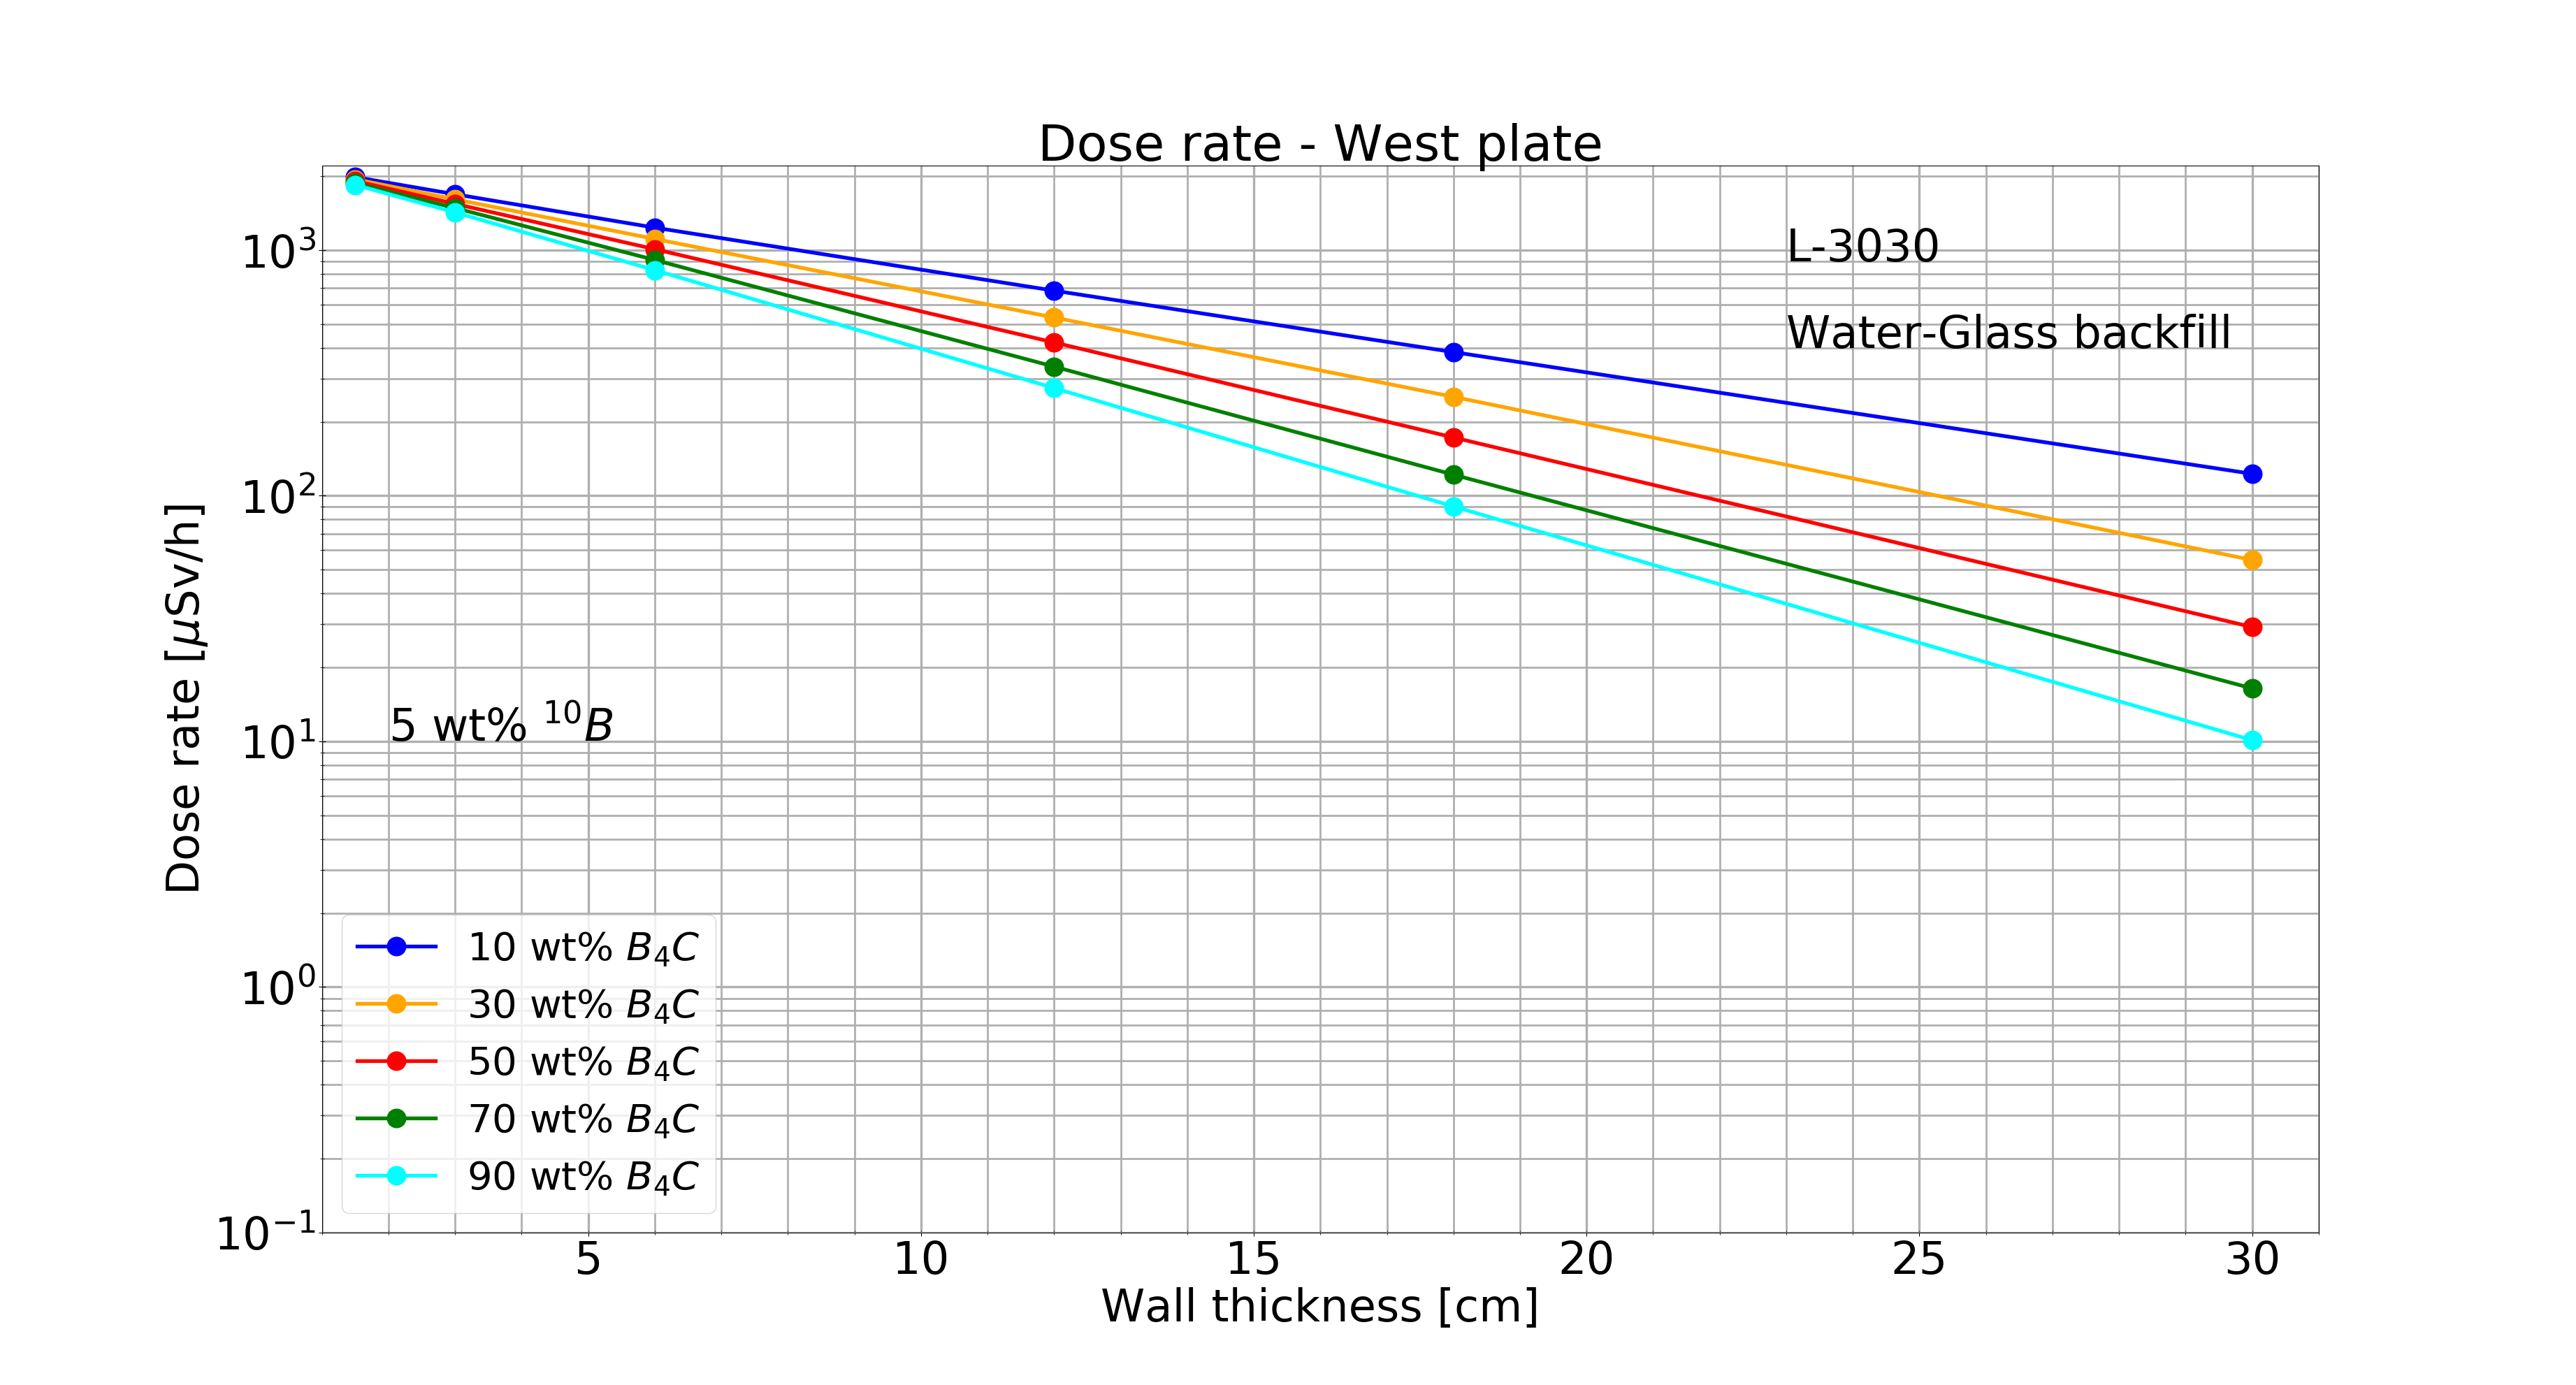 Dose rate - West plate
L-3030
Water-Glass backfill
5 wt% ¹⁰B
Dose rate [μSv/h]
10³
10²
10¹
10⁰
10⁻¹
10 wt% B₄C
30 wt% B₄C
50 wt% B₄C
70 wt% B₄C
90 wt% B₄C
5 10 15 20 25 30
Wall thickness [cm]